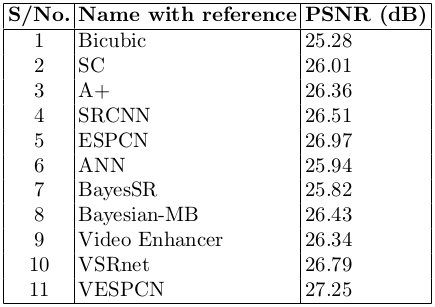 S/No. Name with reference PSNR (dB)
1 Bicubic 25.28
2 SC 26.01
3 A+ 26.36
4 SRCNN 26.51
5 ESPCN 26.97
6 ANN 25.94
7 BayesSR 25.82
8 Bayesian-MB 26.43
9 Video Enhancer 26.34
10 VSRnet 26.79
11 VESPCN 27.25